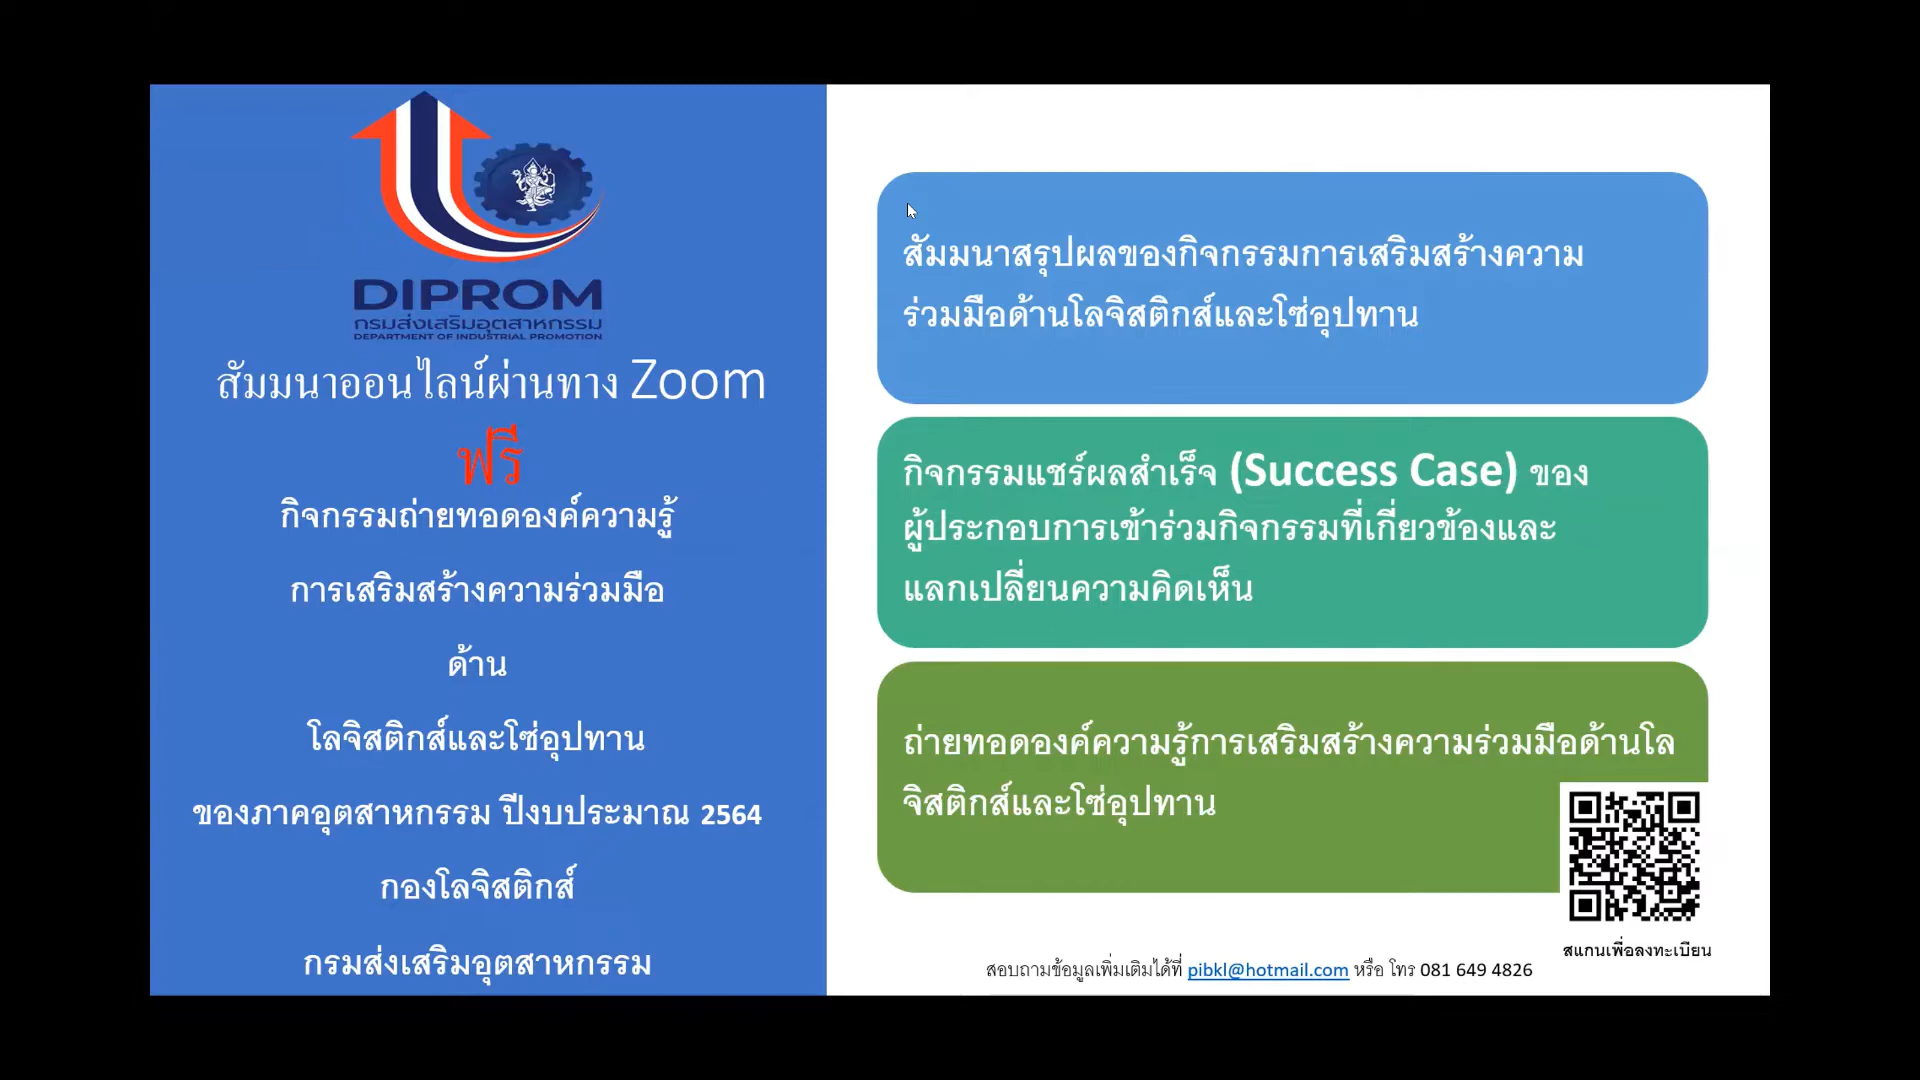 DIPROM
กรมส่งเสริมอุตสาหกรรม
DEPARTMENT OF INDUSTRIAL PROMOTION
สัมมนาออนไลน์ผ่านทาง Zoom
ฟรี
กิจกรรมถ่ายทอดองค์ความรู้
การเสริมสร้างความร่วมมือ
ด้าน
โลจิสติกส์และโซ่อุปทาน
ของภาคอุตสาหกรรม ปีงบประมาณ 2564
กองโลจิสติกส์
กรมส่งเสริมอุตสาหกรรม
สัมมนาสรุปผลของกิจกรรมการเสริมสร้างความ
ร่วมมือด้านโลจิสติกส์และโซ่อุปทาน
กิจกรรมแชร์ผลสำเร็จ (Success Case) ของ
ผู้ประกอบการเข้าร่วมกิจกรรมที่เกี่ยวข้องและ
แลกเปลี่ยนความคิดเห็น
ถ่ายทอดองค์ความรู้การเสริมสร้างความร่วมมือด้านโล
จิสติกส์และโซ่อุปทาน
สแกนเพื่อลงทะเบียน
สอบถามข้อมูลเพิ่มเติมได้ที่ pibkl@hotmail.com หรือ โทร 081 649 4826